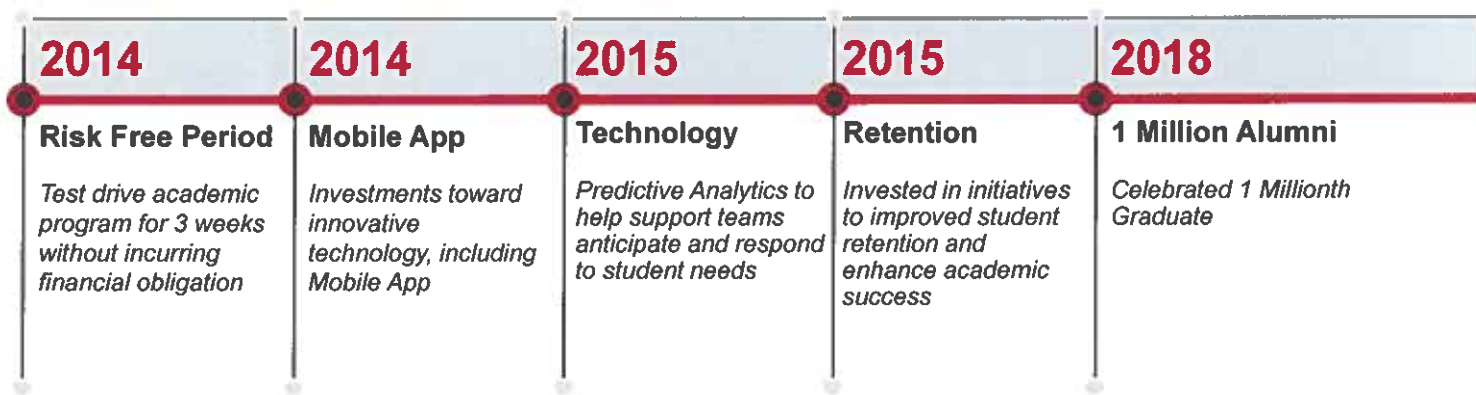 2014
Risk Free Period
Test drive academic
program for 3 weeks
without incurring
financial obligation
2014
Mobile App
Investments toward
innovative
technology, including
Mobile App
2015
Technology
Predictive Analytics to
help support teams
anticipate and respond
to student needs
2015
Retention
Invested in initiatives
to improved student
retention and
enhance academic
success
2018
1 Million Alumni
Celebrated 1 Millionth
Graduate